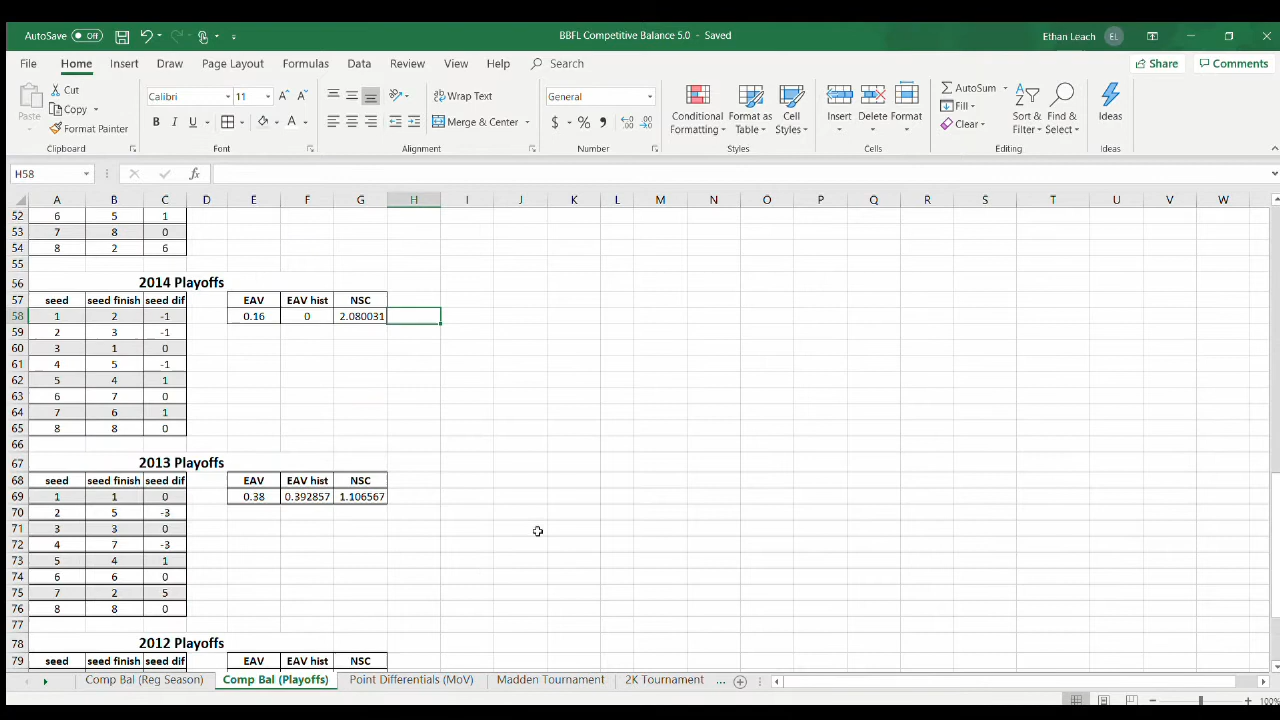 AutoSave Off BBFL Competitive Balance 5.0 - Saved Ethan Leach EL
File Home Insert Draw Page Layout Formulas Data Review View Help Search Share Comments
Paste Cut Copy Format Painter Calibri 11 Wrap Text Merge & Center General Conditional Formatting Format as Table Cell Styles Insert Delete Format AutoSum Fill Clear Sort & Filter Find & Select Ideas
Clipboard Font Alignment Number Styles Cells Editing Ideas
H58 fx
A B C D E F G H I J K L M N O P Q R S T U V W
52 6 5 1
53 7 8 0
54 8 2 6
55
56 2014 Playoffs
57 seed seed finish seed dif EAV EAV hist NSC
58 1 2 -1 0.16 0 2.080031
59 2 3 -1
60 3 1 0
61 4 5 -1
62 5 4 1
63 6 7 0
64 7 6 1
65 8 8 0
66
67 2013 Playoffs
68 seed seed finish seed dif EAV EAV hist NSC
69 1 1 0 0.38 0.392857 1.106567
70 2 5 -3
71 3 3 0
72 4 7 -3
73 5 4 1
74 6 6 0
75 7 2 5
76 8 8 0
77
78 2012 Playoffs
79 seed seed finish seed dif EAV EAV hist NSC
Comp Bal (Reg Season) Comp Bal (Playoffs) Point Differentials (MoV) Madden Tournament 2K Tournament ...
100%